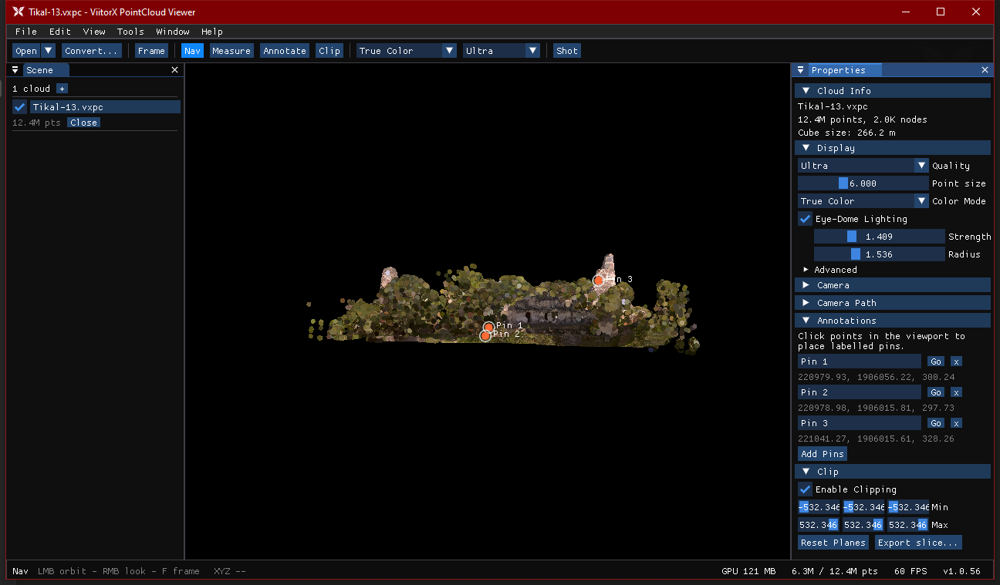 Tikal-13.vxpc - ViitorX PointCloud Viewer
File Edit View Tools Window Help
Open Convert... Frame Nav Measure Annotate Clip True Color Ultra Shot
Scene
1 cloud +
Tikal-13.vxpc
12.4M pts Close
Pin 3
Pin 1
Pin 2
Properties
Cloud Info
Tikal-13.vxpc
12.4M points, 2.0K nodes
Cube size: 266.2 m
Display
Ultra Quality
6.000 Point size
True Color Color Mode
Eye-Dome Lighting
1.409 Strength
1.536 Radius
Advanced
Camera
Camera Path
Annotations
Click points in the viewport to
place labelled pins.
Pin 1 Go x
220979.93, 1906056.22, 300.24
Pin 2 Go x
220978.98, 1906015.81, 297.73
Pin 3 Go x
221041.27, 1906015.61, 328.26
Add Pins
Clip
Enable Clipping
-532.346 -532.346 -532.346 Min
532.346 532.346 532.346 Max
Reset Planes Export slice...
Nav LMB orbit - RMB look - F frame XYZ -- GPU 121 MB 6.3M / 12.4M pts 60 FPS v1.0.56